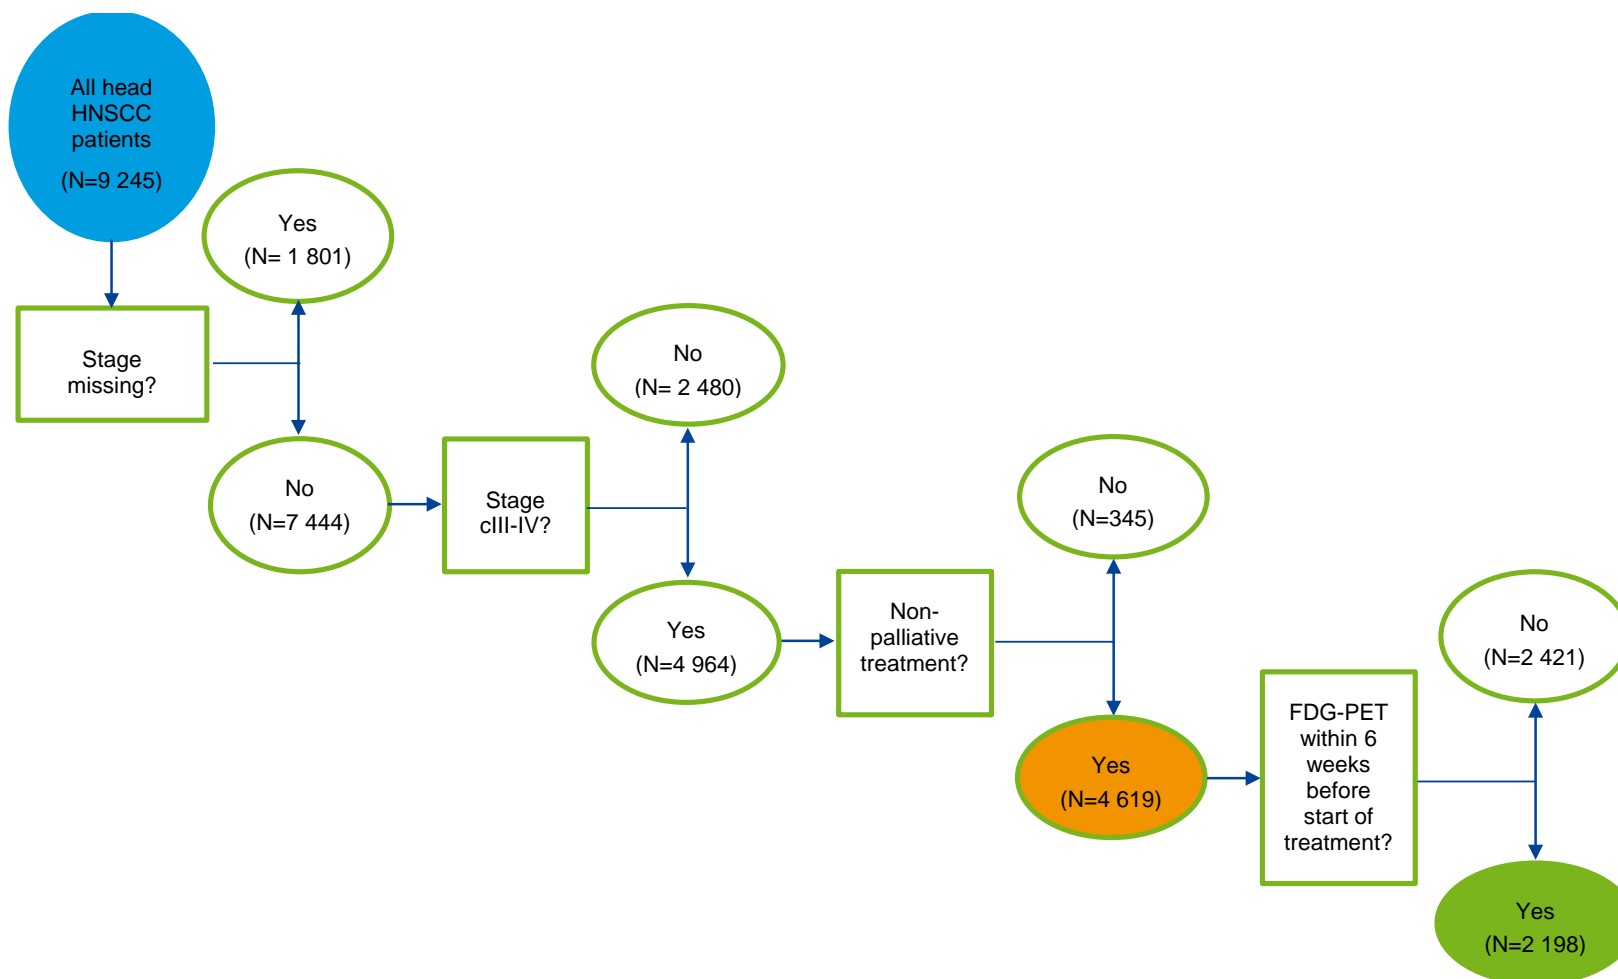 All head
HNSCC
patients
(N=9 245)
Yes
(N= 1 801)
Stage
missing?
No
(N=7 444)
No
(N= 2 480)
Stage
cIII-IV?
Yes
(N=4 964)
No
(N=345)
Non-
palliative
treatment?
Yes
(N=4 619)
No
(N=2 421)
FDG-PET
within 6
weeks
before
start of
treatment?
Yes
(N=2 198)